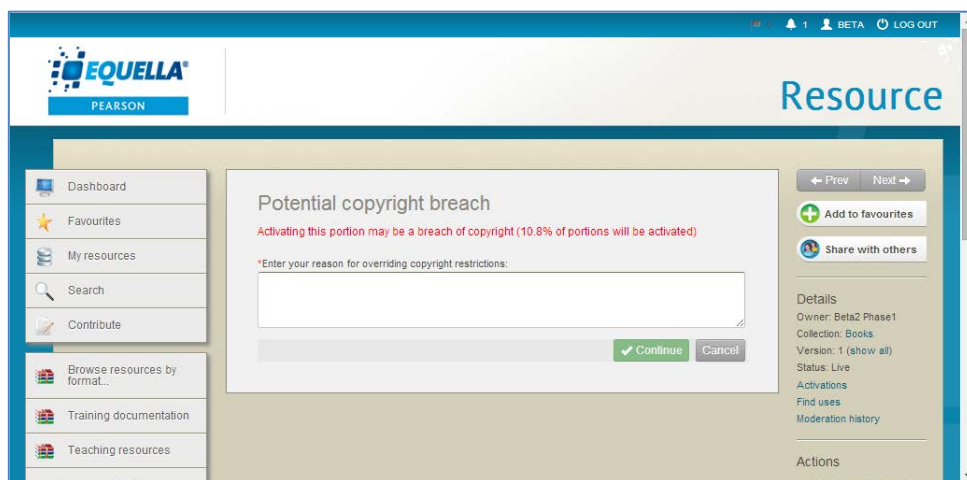 1 BETA LOG OUT
EQUELLA®
PEARSON
Resource
Dashboard
Favourites
My resources
Search
Contribute
Browse resources by
format...
Training documentation
Teaching resources
Potential copyright breach
Activating this portion may be a breach of copyright (10.8% of portions will be activated)
*Enter your reason for overriding copyright restrictions:
Continue Cancel
Prev Next
Add to favourites
Share with others
Details
Owner: Beta2 Phase1
Collection: Books
Version: 1 (show all)
Status: Live
Activations
Find uses
Moderation history
Actions